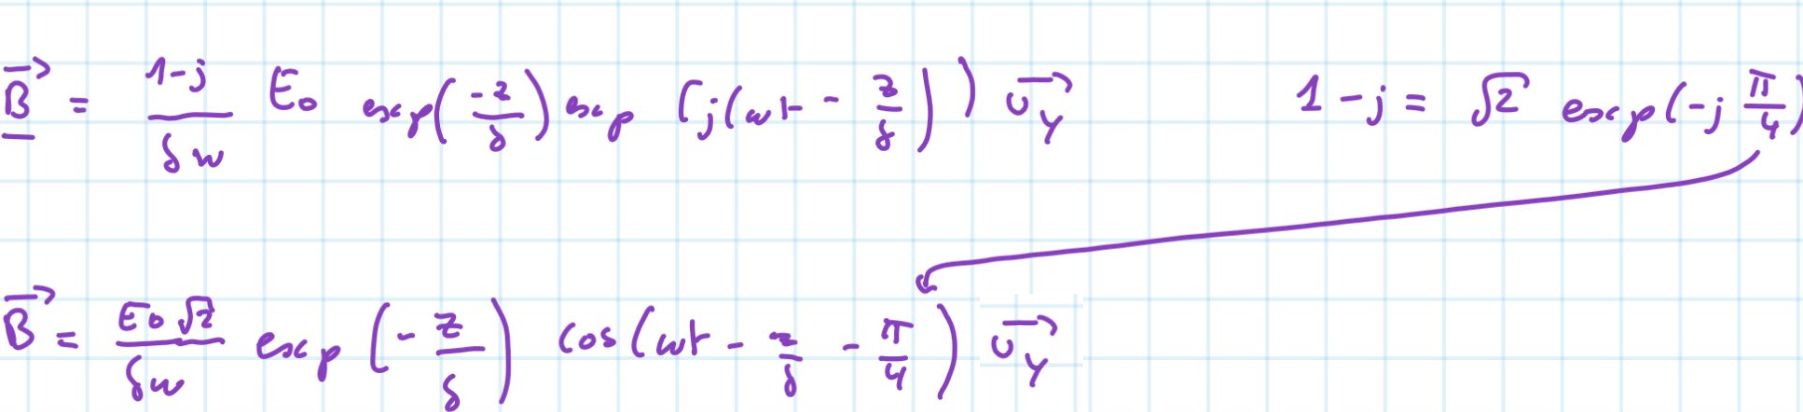 $\underline{\vec{B}} = \frac{1-j}{\delta w} E_0 \exp\left(\frac{-z}{\delta}\right) \exp\left(j\left(\omega t - \frac{z}{\delta}\right)\right) \vec{u_y}$ $1-j = \sqrt{2} \exp\left(-j\frac{\pi}{4}\right)$
$\vec{B} = \frac{E_0\sqrt{2}}{\delta w} \exp\left(-\frac{z}{\delta}\right) \cos\left(\omega t - \frac{z}{\delta} - \frac{\pi}{4}\right) \vec{u_y}$